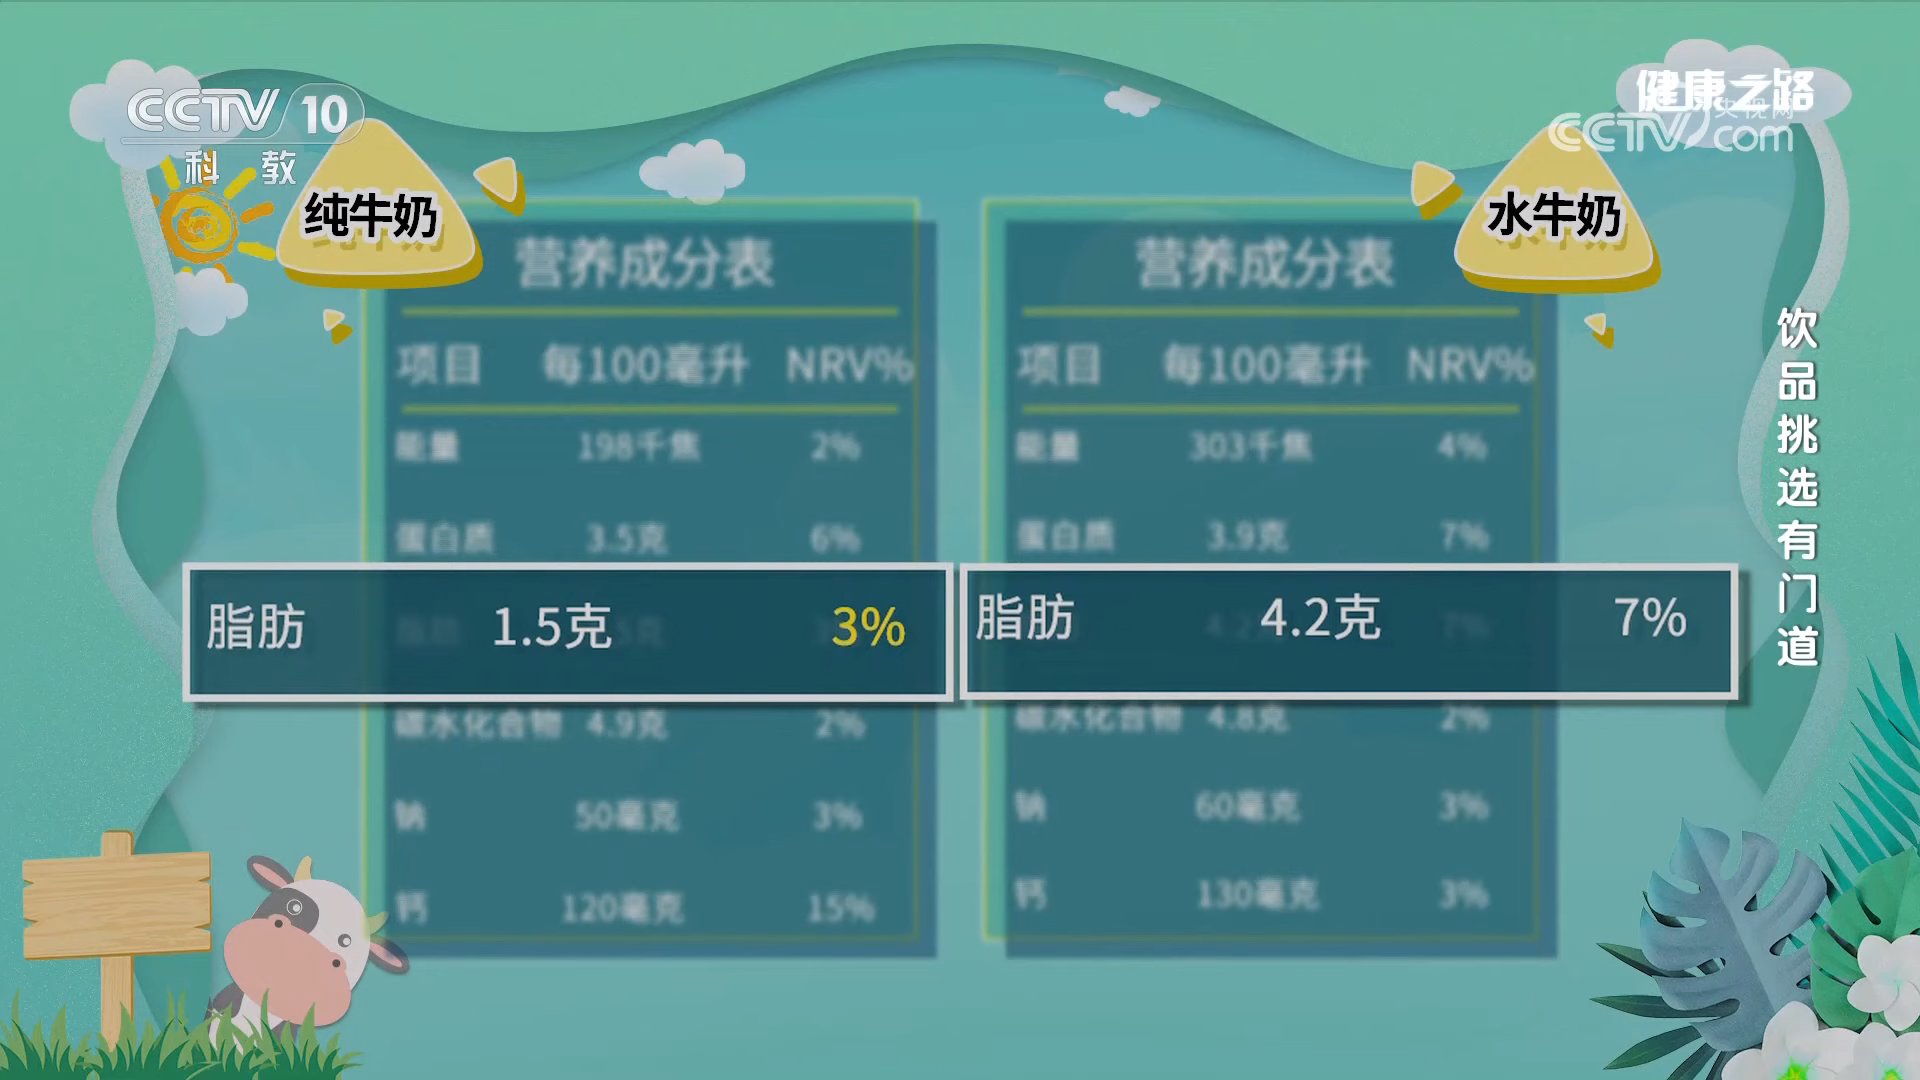 CCTV 10
科 教
健康之路
央视网
CCTV.com
纯牛奶
水牛奶
营养成分表
项目 每100毫升 NRV%
能量 198千焦 2%
蛋白质 3.5克 6%
脂肪 1.5克 3%
碳水化合物 4.9克 2%
钠 50毫克 3%
钙 120毫克 15%
营养成分表
项目 每100毫升 NRV%
能量 303千焦 4%
蛋白质 3.9克 7%
脂肪 4.2克 7%
碳水化合物 4.8克 2%
钠 60毫克 3%
钙 130毫克 3%
饮品挑选有门道